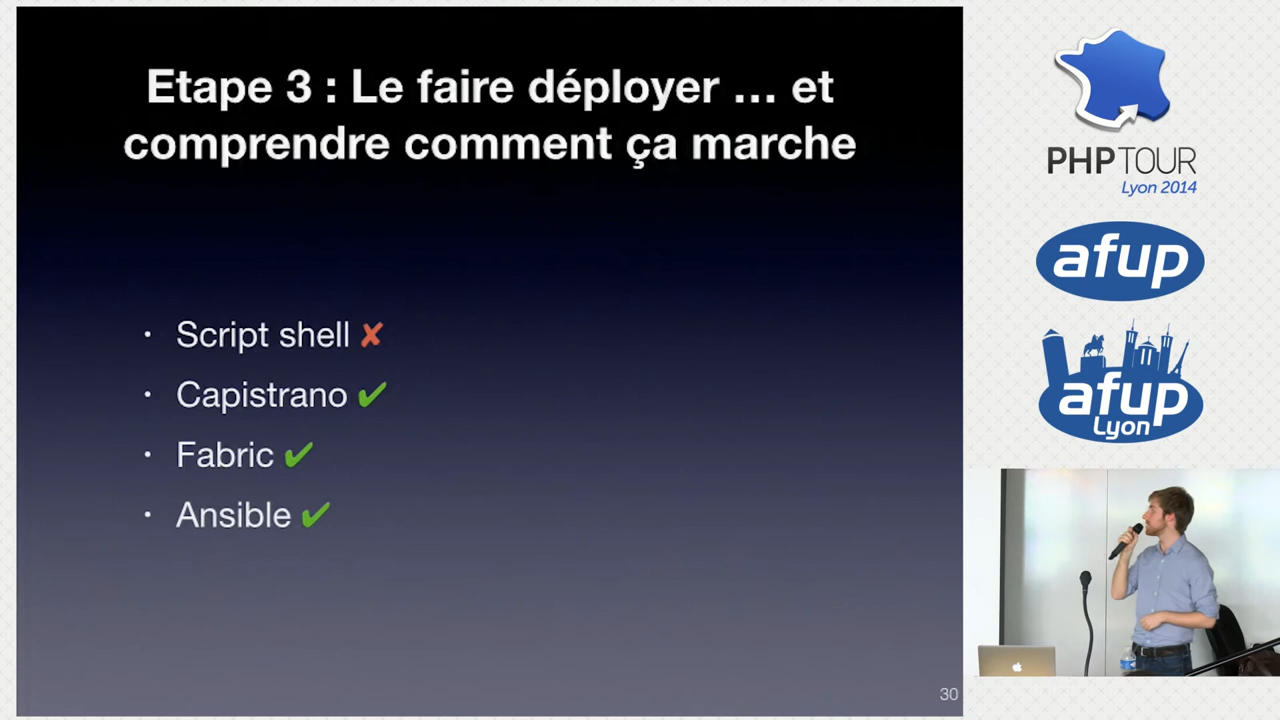 Etape 3 : Le faire déployer ... et
comprendre comment ça marche
· Script shell ✘
· Capistrano ✔
· Fabric ✔
· Ansible ✔
30
PHP TOUR
Lyon 2014
afup
afup
Lyon